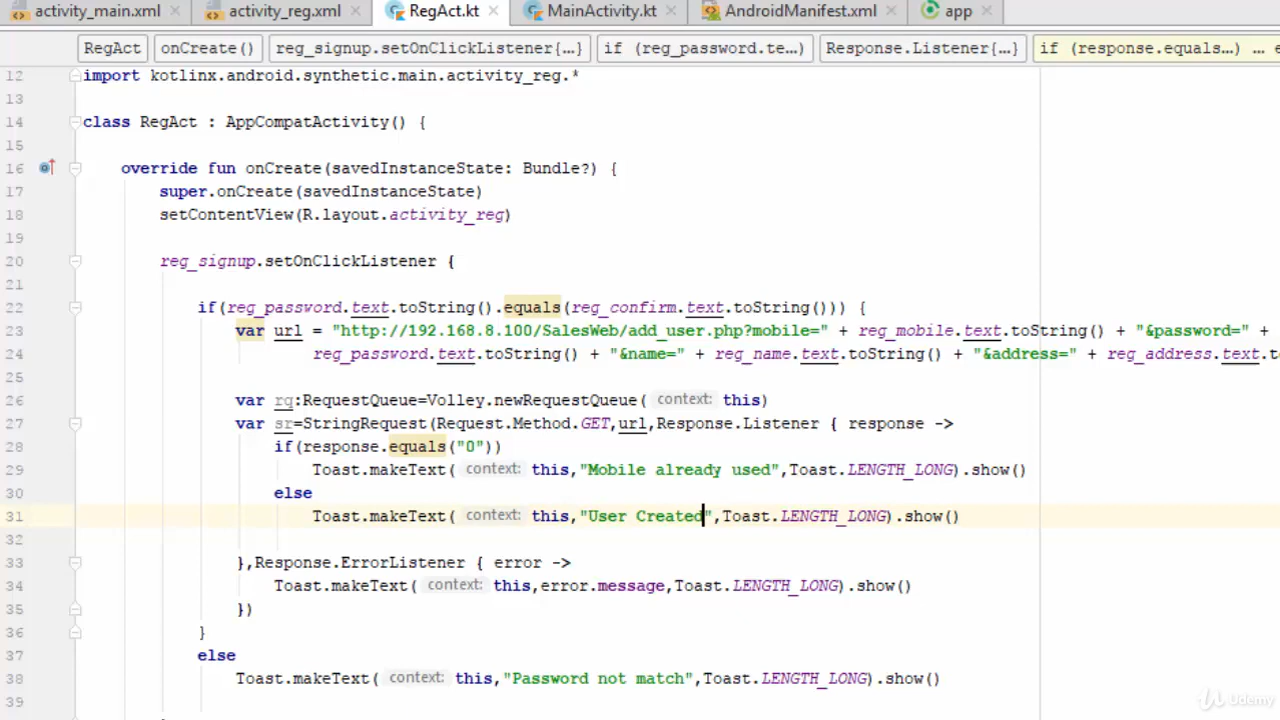 activity_main.xml activity_reg.xml RegAct.kt MainActivity.kt AndroidManifest.xml app
RegAct onCreate() reg_signup.setOnClickListener{...} if (reg_password.te...) Response.Listener{...} if (response.equals...) ... e
12 import kotlinx.android.synthetic.main.activity_reg.*
13
14 class RegAct : AppCompatActivity() {
15
16 override fun onCreate(savedInstanceState: Bundle?) {
17 super.onCreate(savedInstanceState)
18 setContentView(R.layout.activity_reg)
19
20 reg_signup.setOnClickListener {
21
22 if(reg_password.text.toString().equals(reg_confirm.text.toString())) {
23 var url = "http://192.168.8.100/SalesWeb/add_user.php?mobile=" + reg_mobile.text.toString() + "&password=" +
24 reg_password.text.toString() + "&name=" + reg_name.text.toString() + "&address=" + reg_address.text.to
25
26 var rq:RequestQueue=Volley.newRequestQueue( context: this)
27 var sr=StringRequest(Request.Method.GET,url,Response.Listener { response ->
28 if(response.equals("0"))
29 Toast.makeText( context: this,"Mobile already used",Toast.LENGTH_LONG).show()
30 else
31 Toast.makeText( context: this,"User Created",Toast.LENGTH_LONG).show()
32
33 },Response.ErrorListener { error ->
34 Toast.makeText( context: this,error.message,Toast.LENGTH_LONG).show()
35 })
36 }
37 else
38 Toast.makeText( context: this,"Password not match",Toast.LENGTH_LONG).show()
39
Udemy